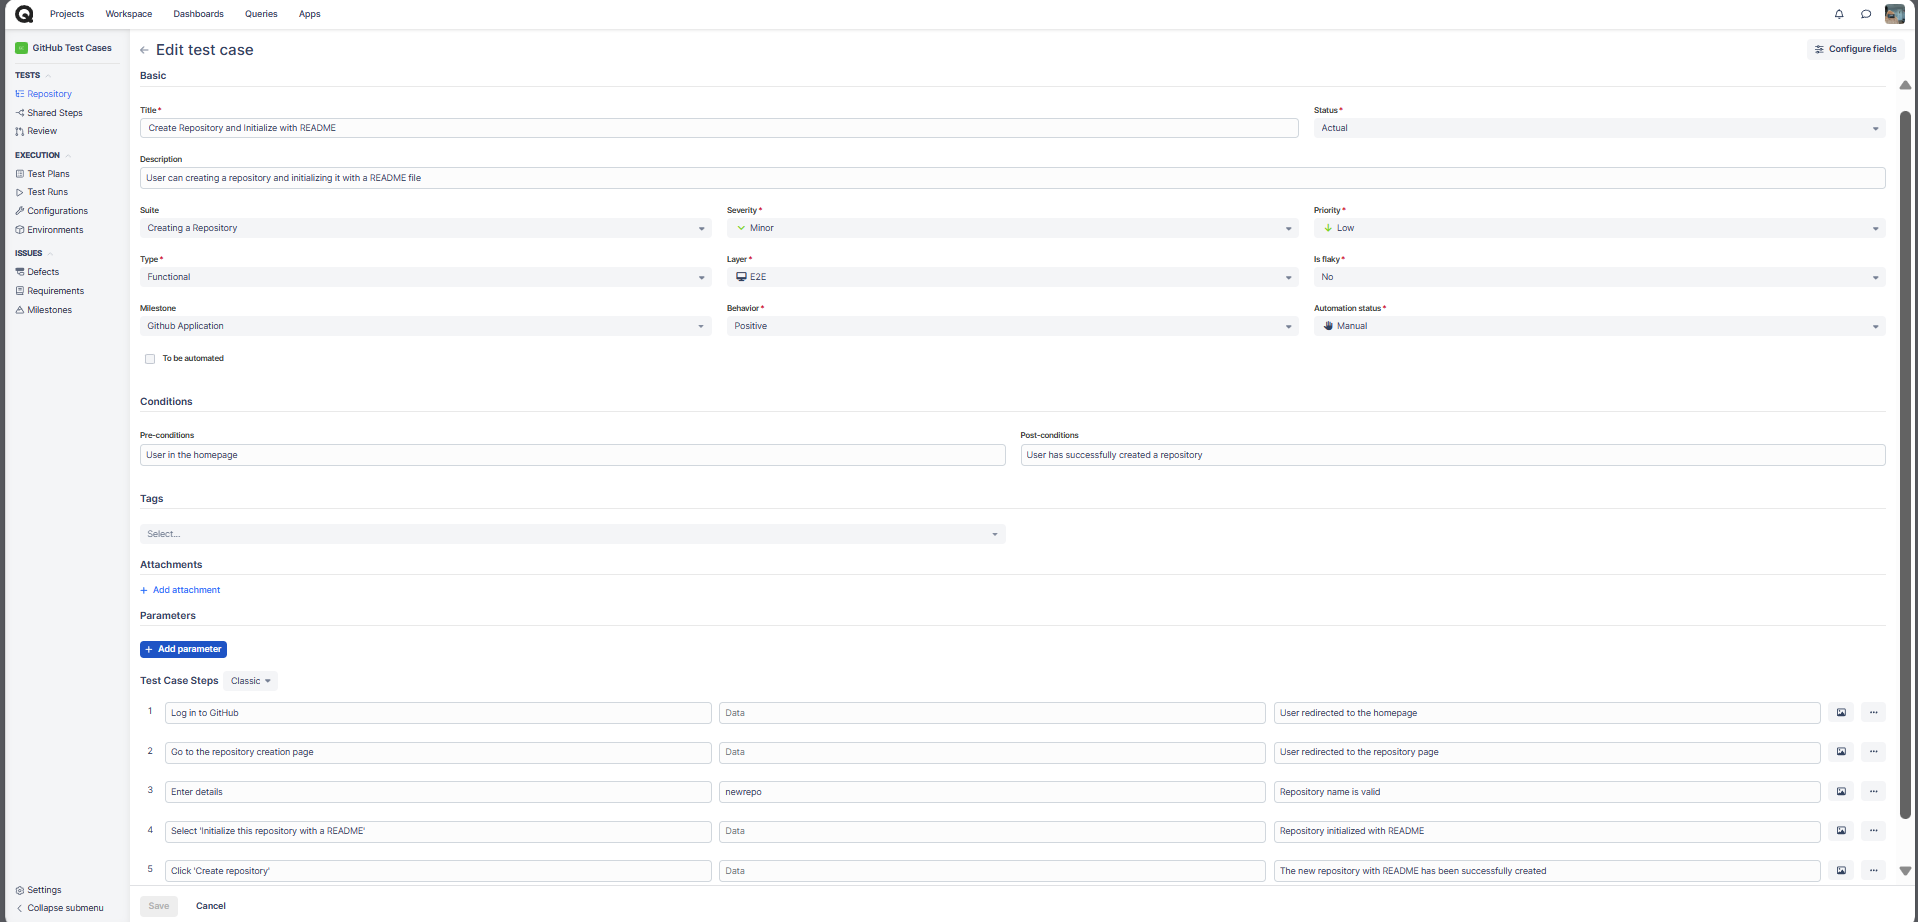 Projects
Workspace
Dashboards
Queries
Apps
GitHub Test Cases
TESTS
Repository
Shared Steps
Review
EXECUTION
Test Plans
Test Runs
Configurations
Environments
ISSUES
Defects
Requirements
Milestones
Settings
Collapse submenu
Edit test case
Configure fields
Basic
Title*
Create Repository and Initialize with README
Status*
Actual
Description
User can creating a repository and initializing it with a README file
Suite
Creating a Repository
Severity*
Minor
Priority*
Low
Type*
Functional
Layer*
E2E
Is flaky*
No
Milestone
Github Application
Behavior*
Positive
Automation status*
Manual
To be automated
Conditions
Pre-conditions
User in the homepage
Post-conditions
User has successfully created a repository
Tags
Select...
Attachments
+ Add attachment
Parameters
+ Add parameter
Test Case Steps
Classic
1
Log in to GitHub
Data
User redirected to the homepage
2
Go to the repository creation page
Data
User redirected to the repository page
3
Enter details
newrepo
Repository name is valid
4
Select 'Initialize this repository with a README'
Data
Repository initialized with README
5
Click 'Create repository'
Data
The new repository with README has been successfully created
Save
Cancel